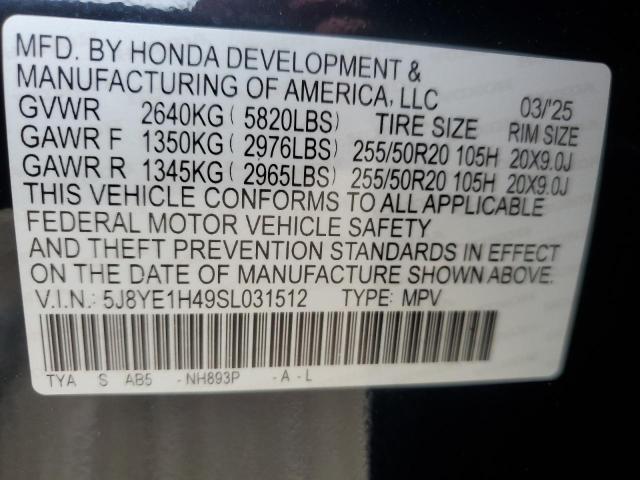 MFD. BY HONDA DEVELOPMENT &
MANUFACTURING OF AMERICA, LLC 03/'25
GVWR 2640KG ( 5820LBS) TIRE SIZE RIM SIZE
GAWR F 1350KG ( 2976LBS) 255/50R20 105H 20X9.0J
GAWR R 1345KG ( 2965LBS) 255/50R20 105H 20X9.0J
THIS VEHICLE CONFORMS TO ALL APPLICABLE
FEDERAL MOTOR VEHICLE SAFETY
AND THEFT PREVENTION STANDARDS IN EFFECT
ON THE DATE OF MANUFACTURE SHOWN ABOVE.
V.I.N.: 5J8YE1H49SL031512 TYPE: MPV
TYA S AB5 -NH893P -A-L